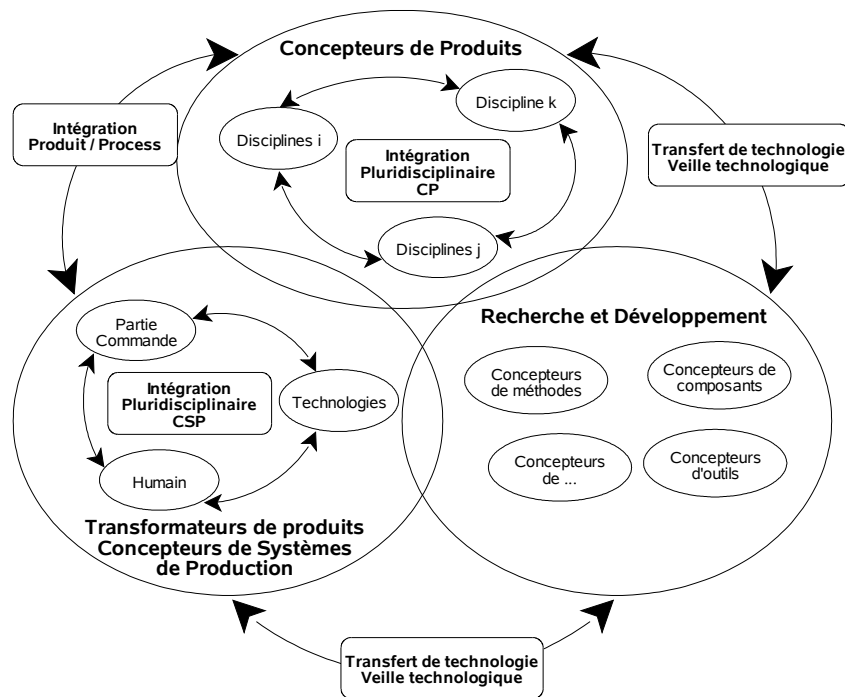 Concepteurs de Produits
Discipline k
Disciplines i
Intégration
Pluridisciplinaire
CP
Disciplines j
Intégration
Produit / Process
Transfert de technologie
Veille technologique
Partie
Commande
Intégration
Pluridisciplinaire
CSP
Technologies
Humain
Transformateurs de produits
Concepteurs de Systèmes
de Production
Recherche et Développement
Concepteurs
de méthodes
Concepteurs de
composants
Concepteurs
de ...
Concepteurs
d'outils
Transfert de technologie
Veille technologique